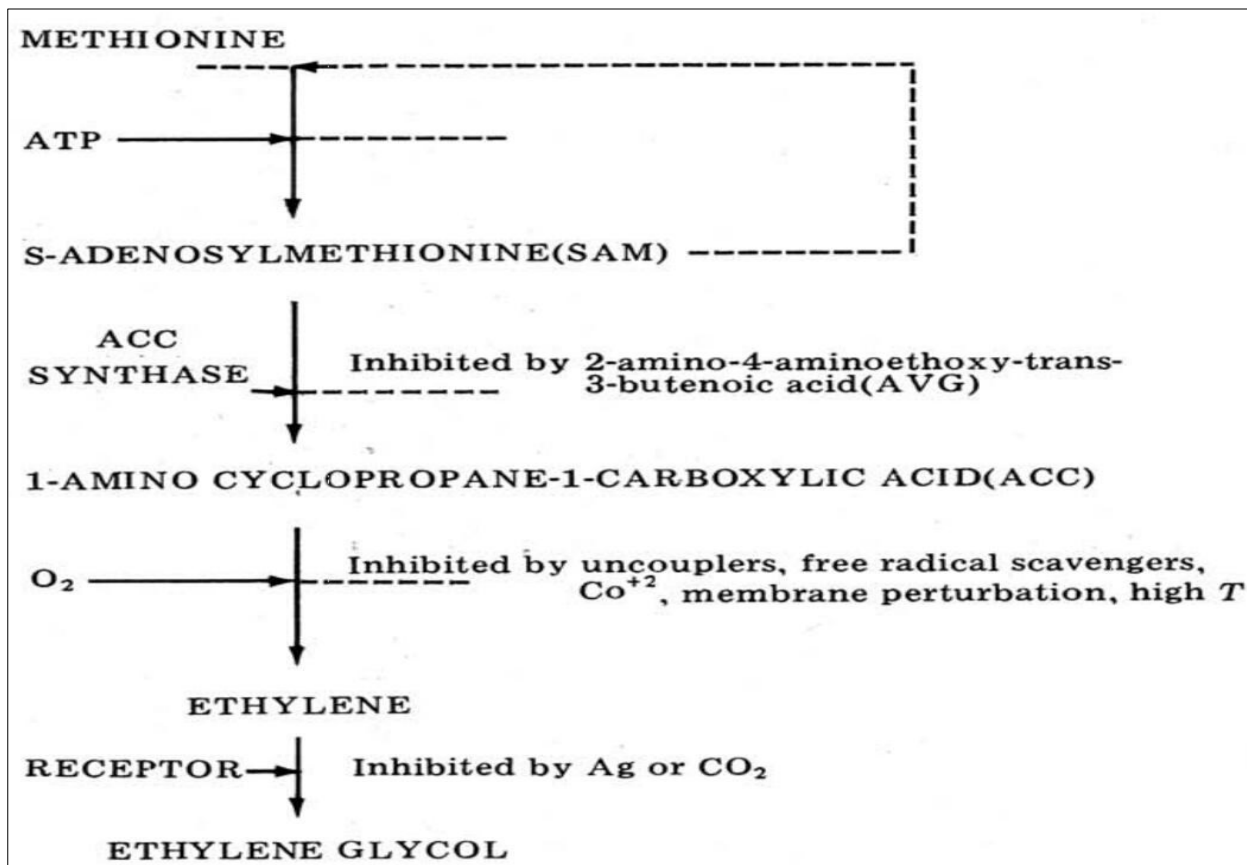 METHIONINE
ATP
S-ADENOSYLMETHIONINE(SAM)
ACC
SYNTHASE
Inhibited by 2-amino-4-aminoethoxy-trans-
3-butenoic acid(AVG)
1-AMINO CYCLOPROPANE-1-CARBOXYLIC ACID(ACC)
O₂
Inhibited by uncouplers, free radical scavengers,
Co⁺², membrane perturbation, high T
ETHYLENE
RECEPTOR
Inhibited by Ag or CO₂
ETHYLENE GLYCOL